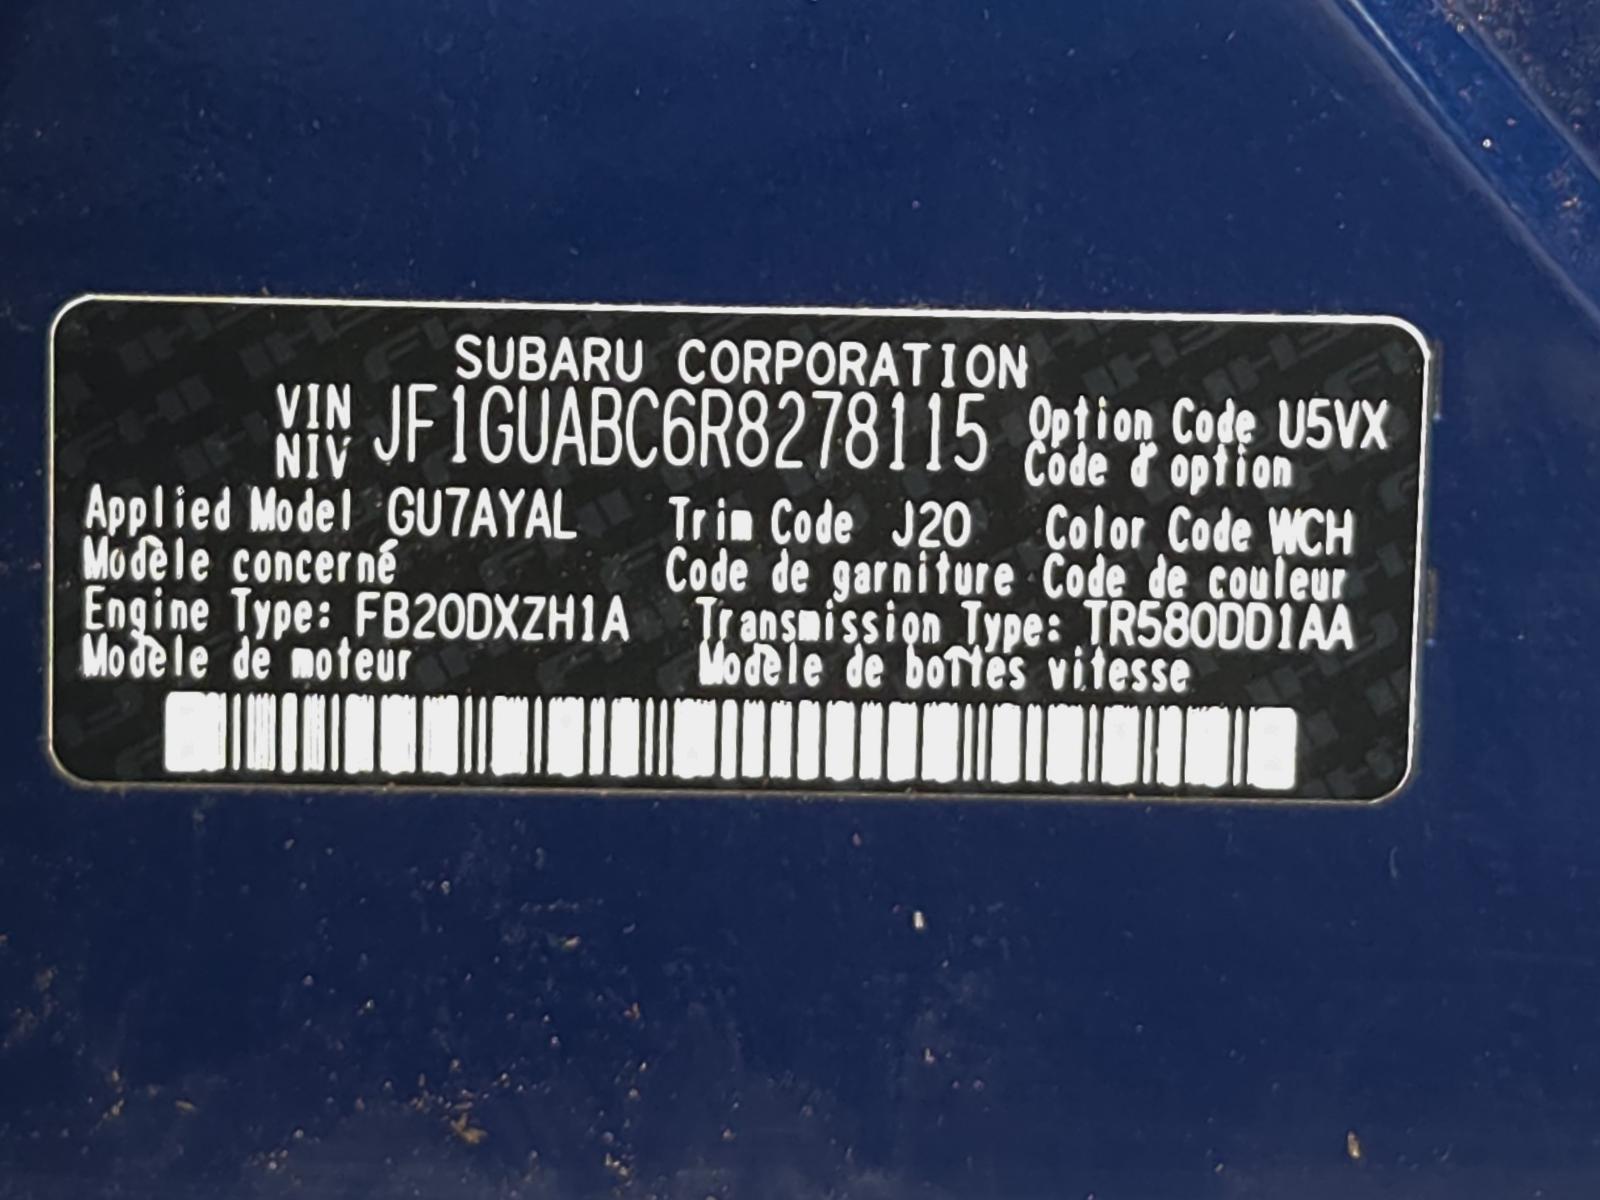 SUBARU CORPORATION
VIN JF1GUABC6R8278115 Option Code U5VX
NIV Code d'option
Applied Model GU7AYAL Trim Code J20 Color Code WCH
Modèle concerné Code de garniture Code de couleur
Engine Type: FB20DXZH1A Transmission Type: TR580DD1AA
Modèle de moteur Modèle de boîtes vitesse